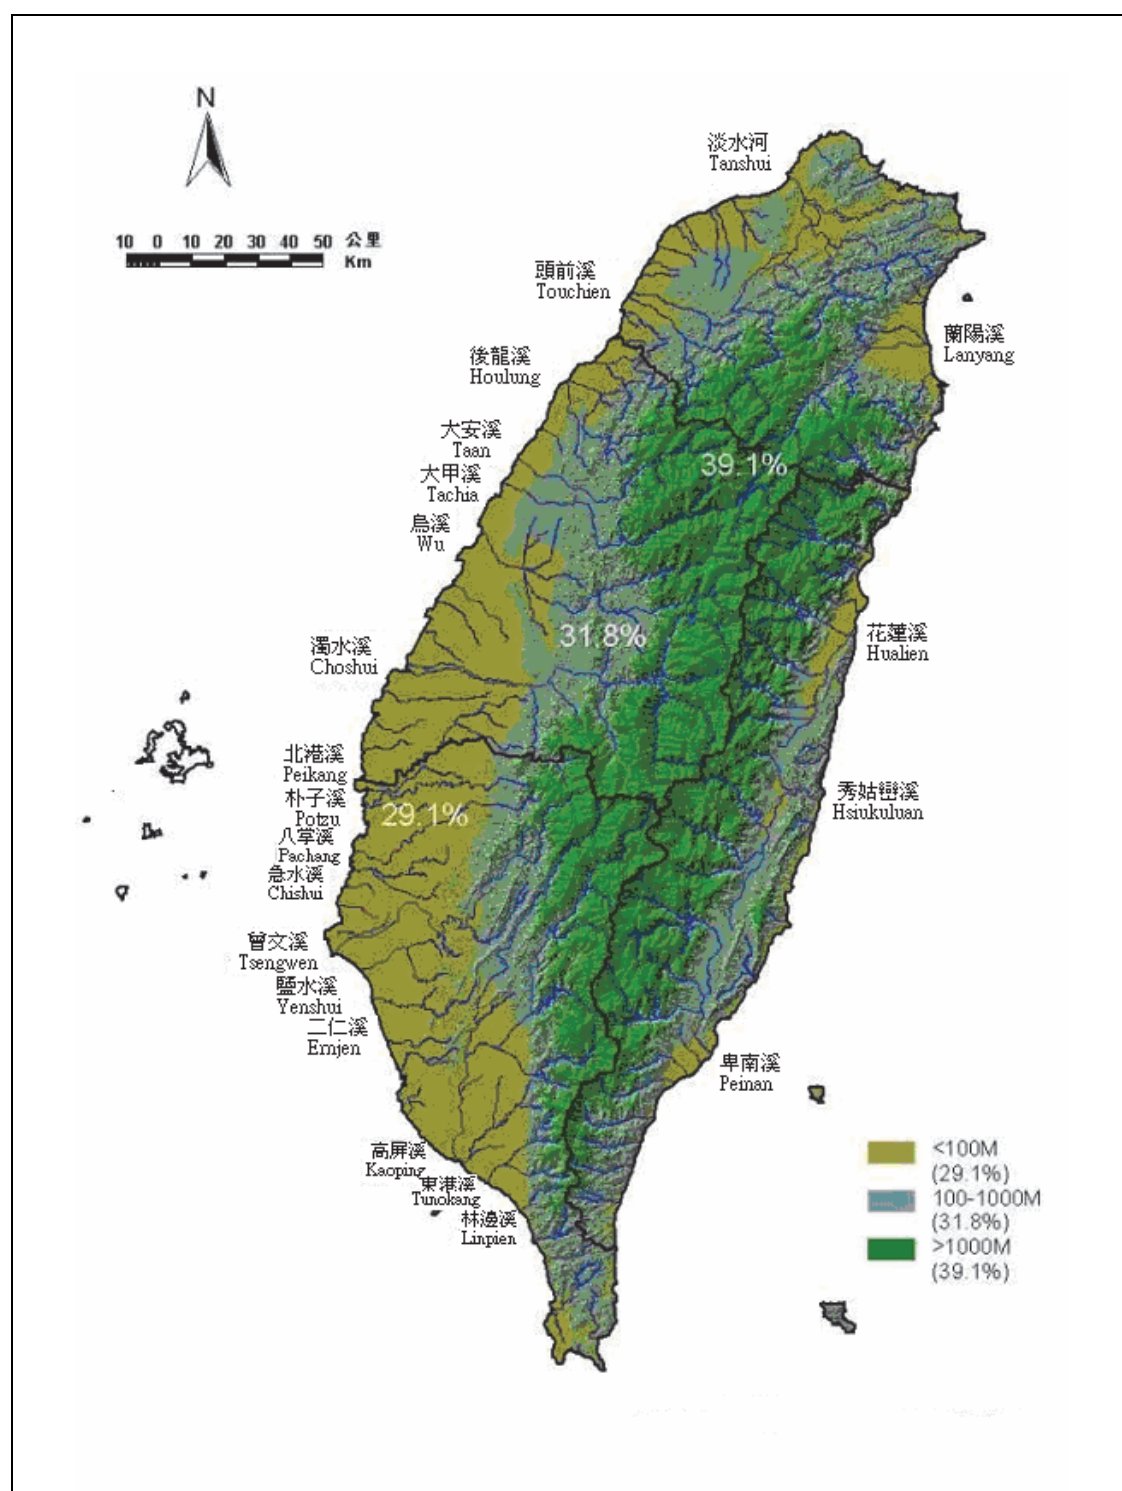 N
10 0 10 20 30 40 50 公里
Km
淡水河
Tanshui
頭前溪
Touchien
後龍溪
Houlung
蘭陽溪
Lanyang
大安溪
Taan
大甲溪
Tachia
烏溪
Wu
39.1%
31.8%
花蓮溪
Hualien
濁水溪
Choshui
北港溪
Peikang
朴子溪
Potzu
29.1%
秀姑巒溪
Hsiukuluan
八掌溪
Pachang
急水溪
Chishui
曾文溪
Tsengwen
鹽水溪
Yenshui
二仁溪
Ernjen
卑南溪
Peinan
高屏溪
Kaoping
東港溪
Tunokang
林邊溪
Linpien
<100M
(29.1%)
100-1000M
(31.8%)
>1000M
(39.1%)